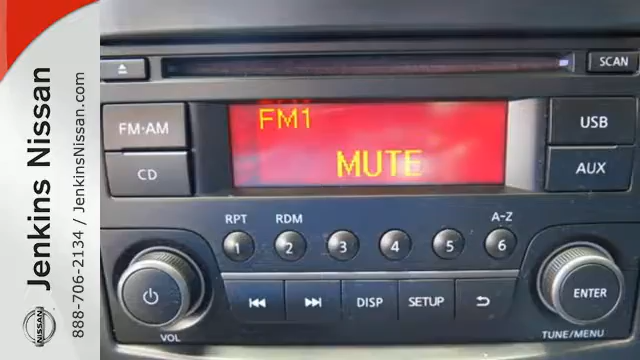 Jenkins Nissan
888-706-2134 / JenkinsNissan.com
NISSAN
SCAN
FM·AM
CD
FM1
MUTE
USB
AUX
RPT RDM A-Z
1 2 3 4 5 6
DISP SETUP
VOL
ENTER
TUNE/MENU